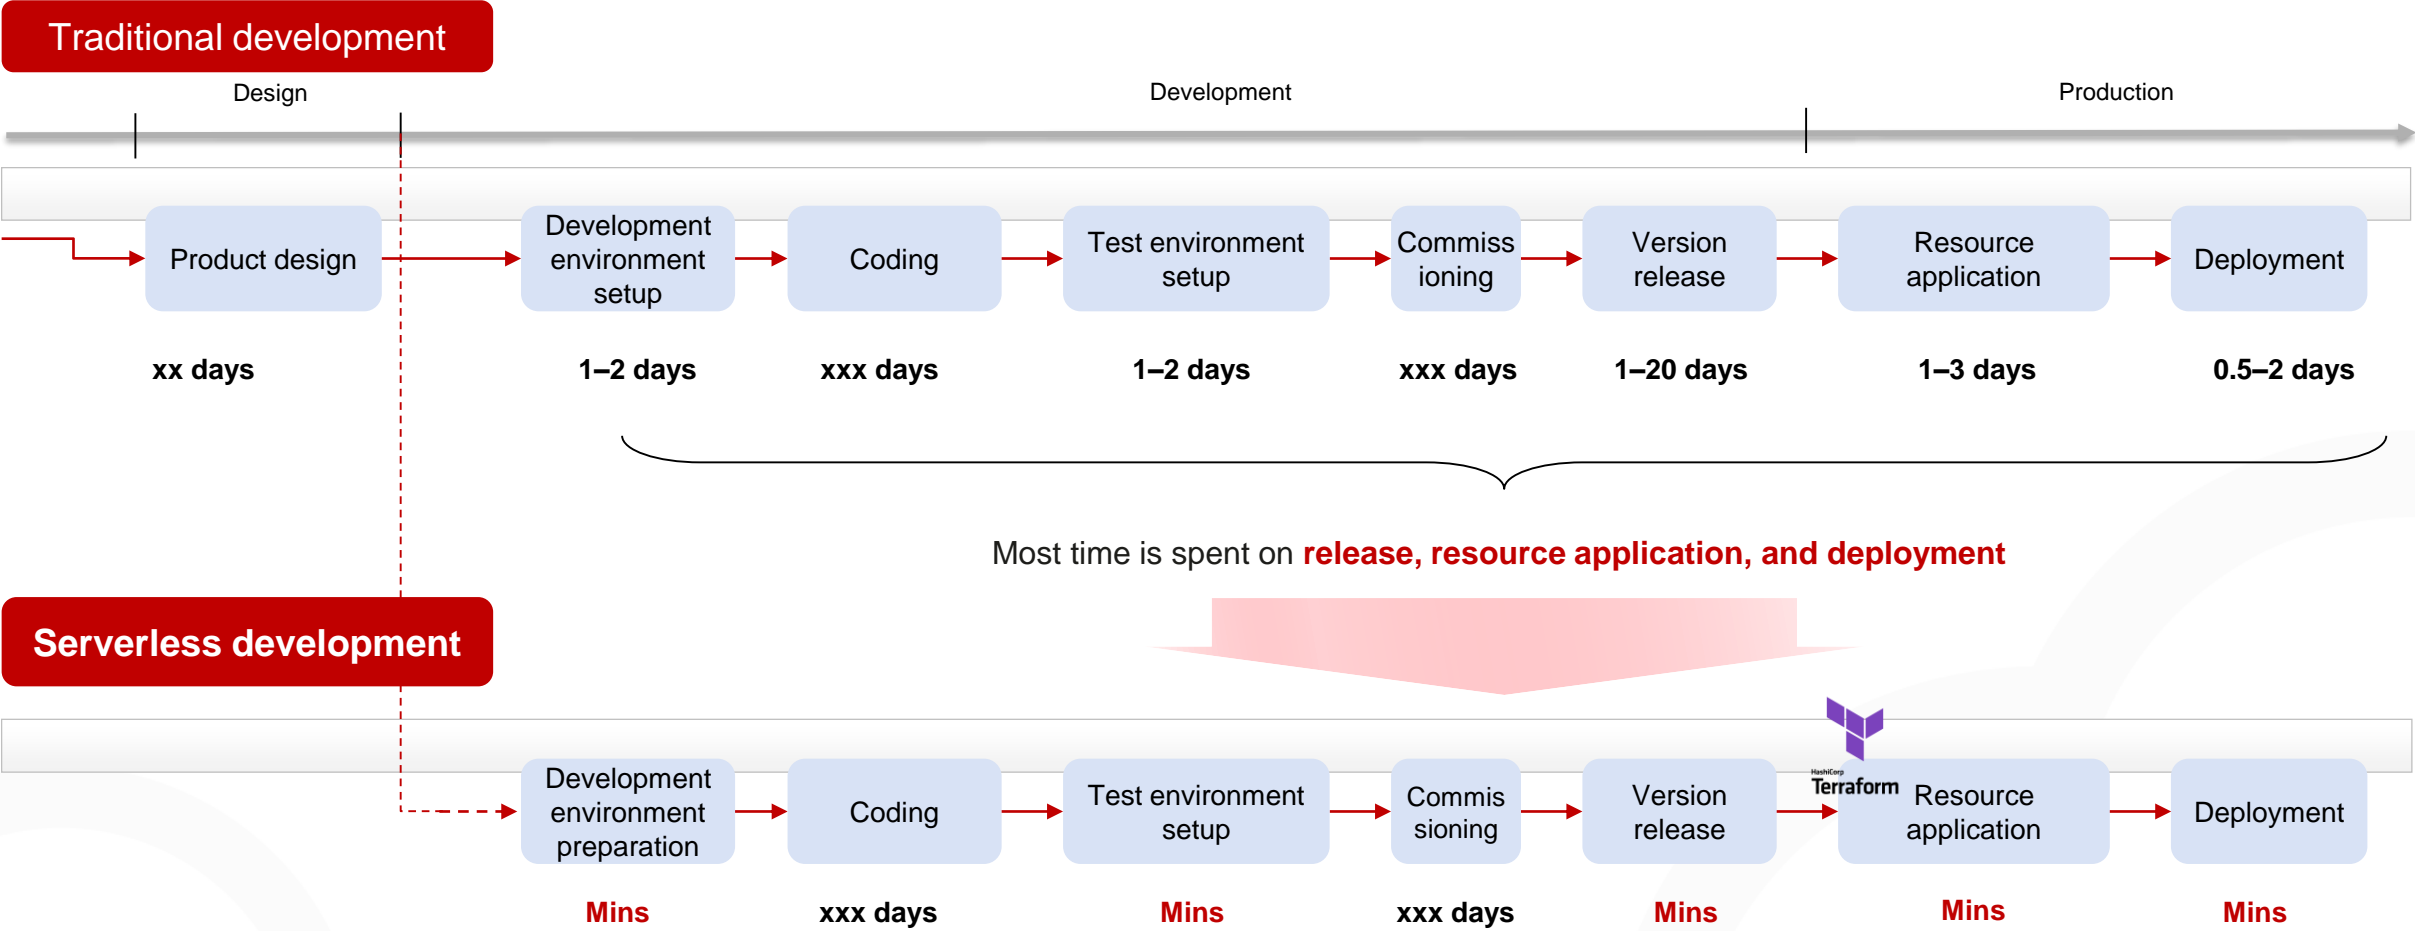 Traditional development
Design
Development
Production
Product design
Development
environment
setup
Coding
Test environment
setup
Commiss
ioning
Version
release
Resource
application
Deployment
xx days
1–2 days
xxx days
1–2 days
xxx days
1–20 days
1–3 days
0.5–2 days
Most time is spent on release, resource application, and deployment
Serverless development
Development
environment
preparation
Coding
Test environment
setup
Commis
sioning
Version
release
HashiCorp
Terraform
Resource
application
Deployment
Mins
xxx days
Mins
xxx days
Mins
Mins
Mins